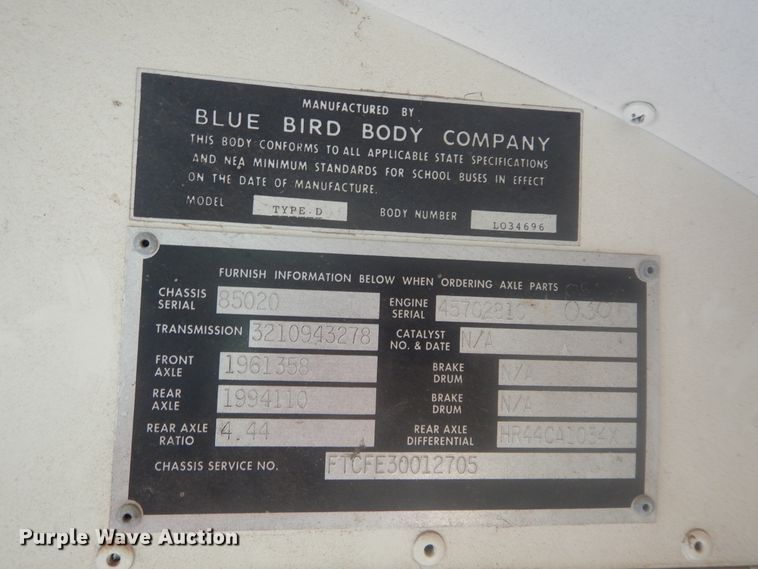 MANUFACTURED BY
BLUE BIRD BODY COMPANY
THIS BODY CONFORMS TO ALL APPLICABLE STATE SPECIFICATIONS
AND NEA MINIMUM STANDARDS FOR SCHOOL BUSES IN EFFECT
ON THE DATE OF MANUFACTURE.
MODEL TYPE D BODY NUMBER L034696
FURNISH INFORMATION BELOW WHEN ORDERING AXLE PARTS
CHASSIS SERIAL 85020 ENGINE SERIAL
TRANSMISSION 3210943278 CATALYST NO. & DATE N/A
FRONT AXLE 1961358 BRAKE DRUM N/A
REAR AXLE 1994110 BRAKE DRUM N/A
REAR AXLE RATIO 4.44 REAR AXLE DIFFERENTIAL
CHASSIS SERVICE NO. FTCFE30012705
Purple Wave Auction